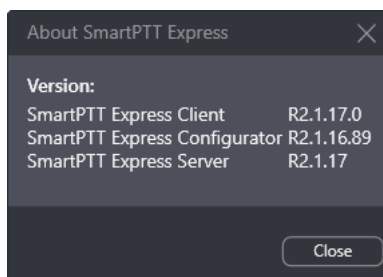 About SmartPTT Express
Version:
SmartPTT Express Client R2.1.17.0
SmartPTT Express Configurator R2.1.16.89
SmartPTT Express Server R2.1.17
Close